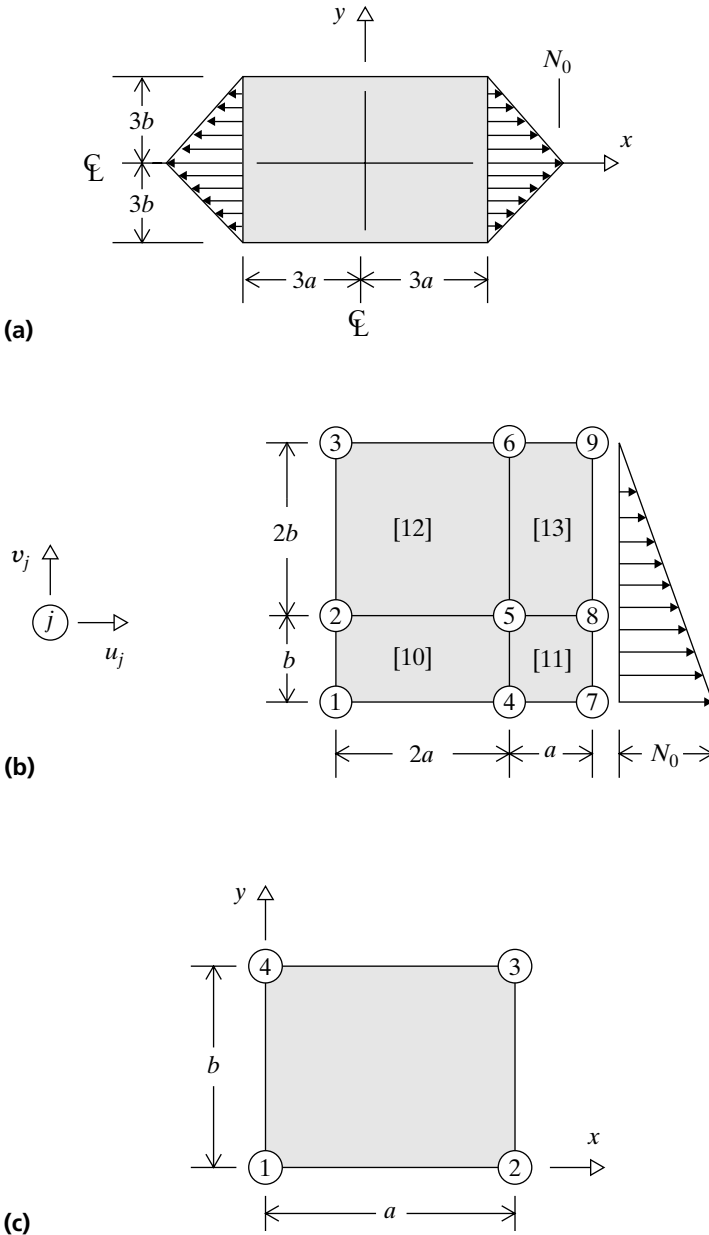 y
N₀
3b
x
℄
3b
3a
3a
℄
(a)
3
6
9
[12]
[13]
2b
vⱼ
j
uⱼ
2
5
8
b
[10]
[11]
1
4
7
2a
a
N₀
(b)
y
4
3
b
x
1
2
a
(c)